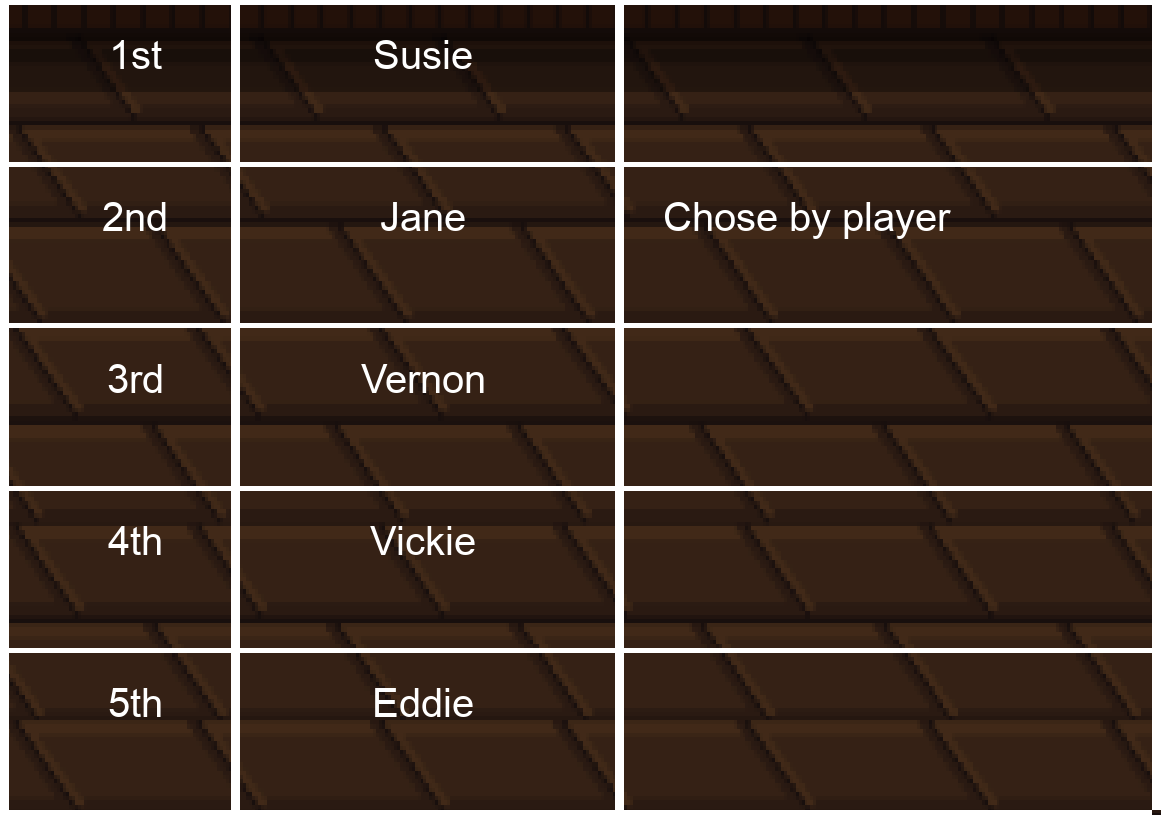 1st Susie
2nd Jane Chose by player
3rd Vernon
4th Vickie
5th Eddie